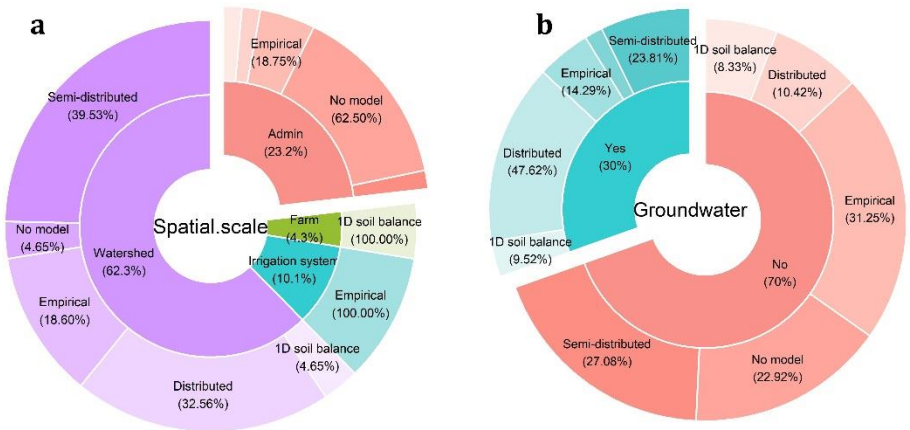 a
Semi-distributed
(39.53%)
Empirical
(18.75%)
No model
(62.50%)
Admin
(23.2%)
Spatial.scale
Farm
(4.3%)
1D soil balance
(100.00%)
No model
(4.65%)
Watershed
(62.3%)
Irrigation system
(10.1%)
Empirical
(100.00%)
Empirical
(18.60%)
1D soil balance
(4.65%)
Distributed
(32.56%)
b
Semi-distributed
(23.81%)
1D soil balance
(8.33%)
Distributed
(10.42%)
Empirical
(14.29%)
Yes
(30%)
Distributed
(47.62%)
Groundwater
Empirical
(31.25%)
1D soil balance
(9.52%)
No
(70%)
Semi-distributed
(27.08%)
No model
(22.92%)